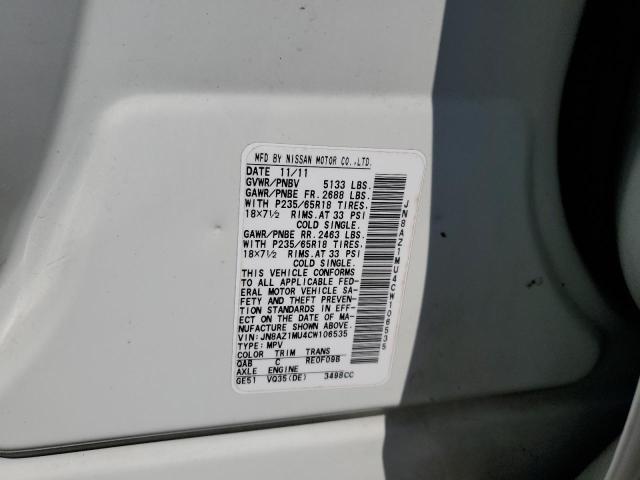 MFD BY NISSAN MOTOR CO.,LTD.
DATE 11/11
GVWR/PNBV 5133 LBS.
GAWR/PNBE FR. 2688 LBS.
WITH P235/65R18 TIRES.
18×7½ RIMS.AT 33 PSI
COLD SINGLE.
GAWR/PNBE RR. 2463 LBS.
WITH P235/65R18 TIRES.
18×7½ RIMS.AT 33 PSI
COLD SINGLE.
THIS VEHICLE CONFORMS
TO ALL APPLICABLE FED-
ERAL MOTOR VEHICLE SA-
FETY AND THEFT PREVEN-
TION STANDARDS IN EFF-
ECT ON THE DATE OF MA-
NUFACTURE SHOWN ABOVE.
VIN: JN8AZ1MU4CW106535
TYPE: MPV
COLOR TRIM TRANS
QAB C RE0F09B
AXLE ENGINE
GE51 VQ35(DE) 3498CC
JN8AZ1MU4CW106535